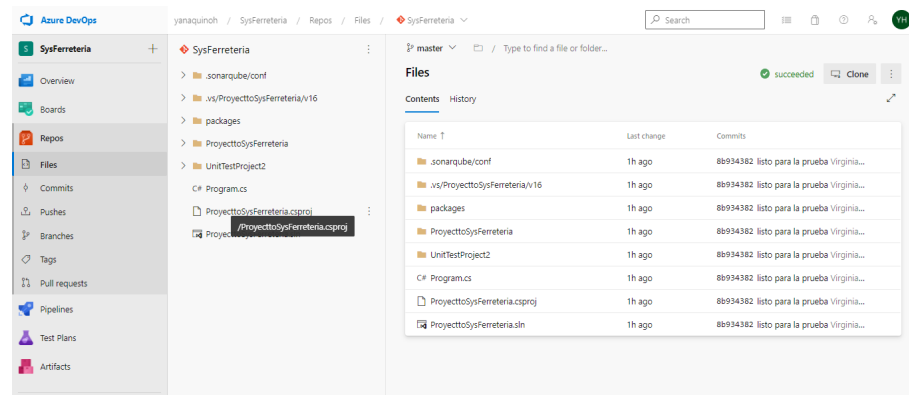 Azure DevOps
yanaquinoh / SysFerreteria / Repos / Files / SysFerreteria
Search
YH
S SysFerreteria +
Overview
Boards
Repos
Files
Commits
Pushes
Branches
Tags
Pull requests
Pipelines
Test Plans
Artifacts
SysFerreteria
.sonarqube/conf
.vs/ProyecttoSysFerreteria/v16
packages
ProyecttoSysFerreteria
UnitTestProject2
C# Program.cs
ProyecttoSysFerreteria.csproj
/ProyecttoSysFerreteria.csproj
master / Type to find a file or folder...
Files
succeeded
Clone
Contents History
Name ↑ Last change Commits
.sonarqube/conf 1h ago 8b934382 listo para la prueba Virginia...
.vs/ProyecttoSysFerreteria/v16 1h ago 8b934382 listo para la prueba Virginia...
packages 1h ago 8b934382 listo para la prueba Virginia...
ProyecttoSysFerreteria 1h ago 8b934382 listo para la prueba Virginia...
UnitTestProject2 1h ago 8b934382 listo para la prueba Virginia...
C# Program.cs 1h ago 8b934382 listo para la prueba Virginia...
ProyecttoSysFerreteria.csproj 1h ago 8b934382 listo para la prueba Virginia...
ProyecttoSysFerreteria.sln 1h ago 8b934382 listo para la prueba Virginia...